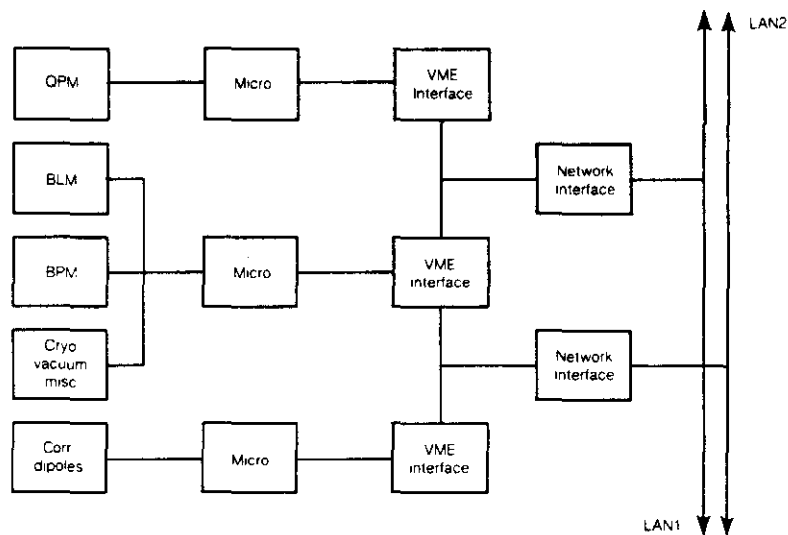 LAN2
QPM
Micro
VME
Interface
BLM
Network
interface
BPM
Micro
VME
interface
Cryo
vacuum
misc
Network
interface
Corr
dipoles
Micro
VME
interface
LAN1